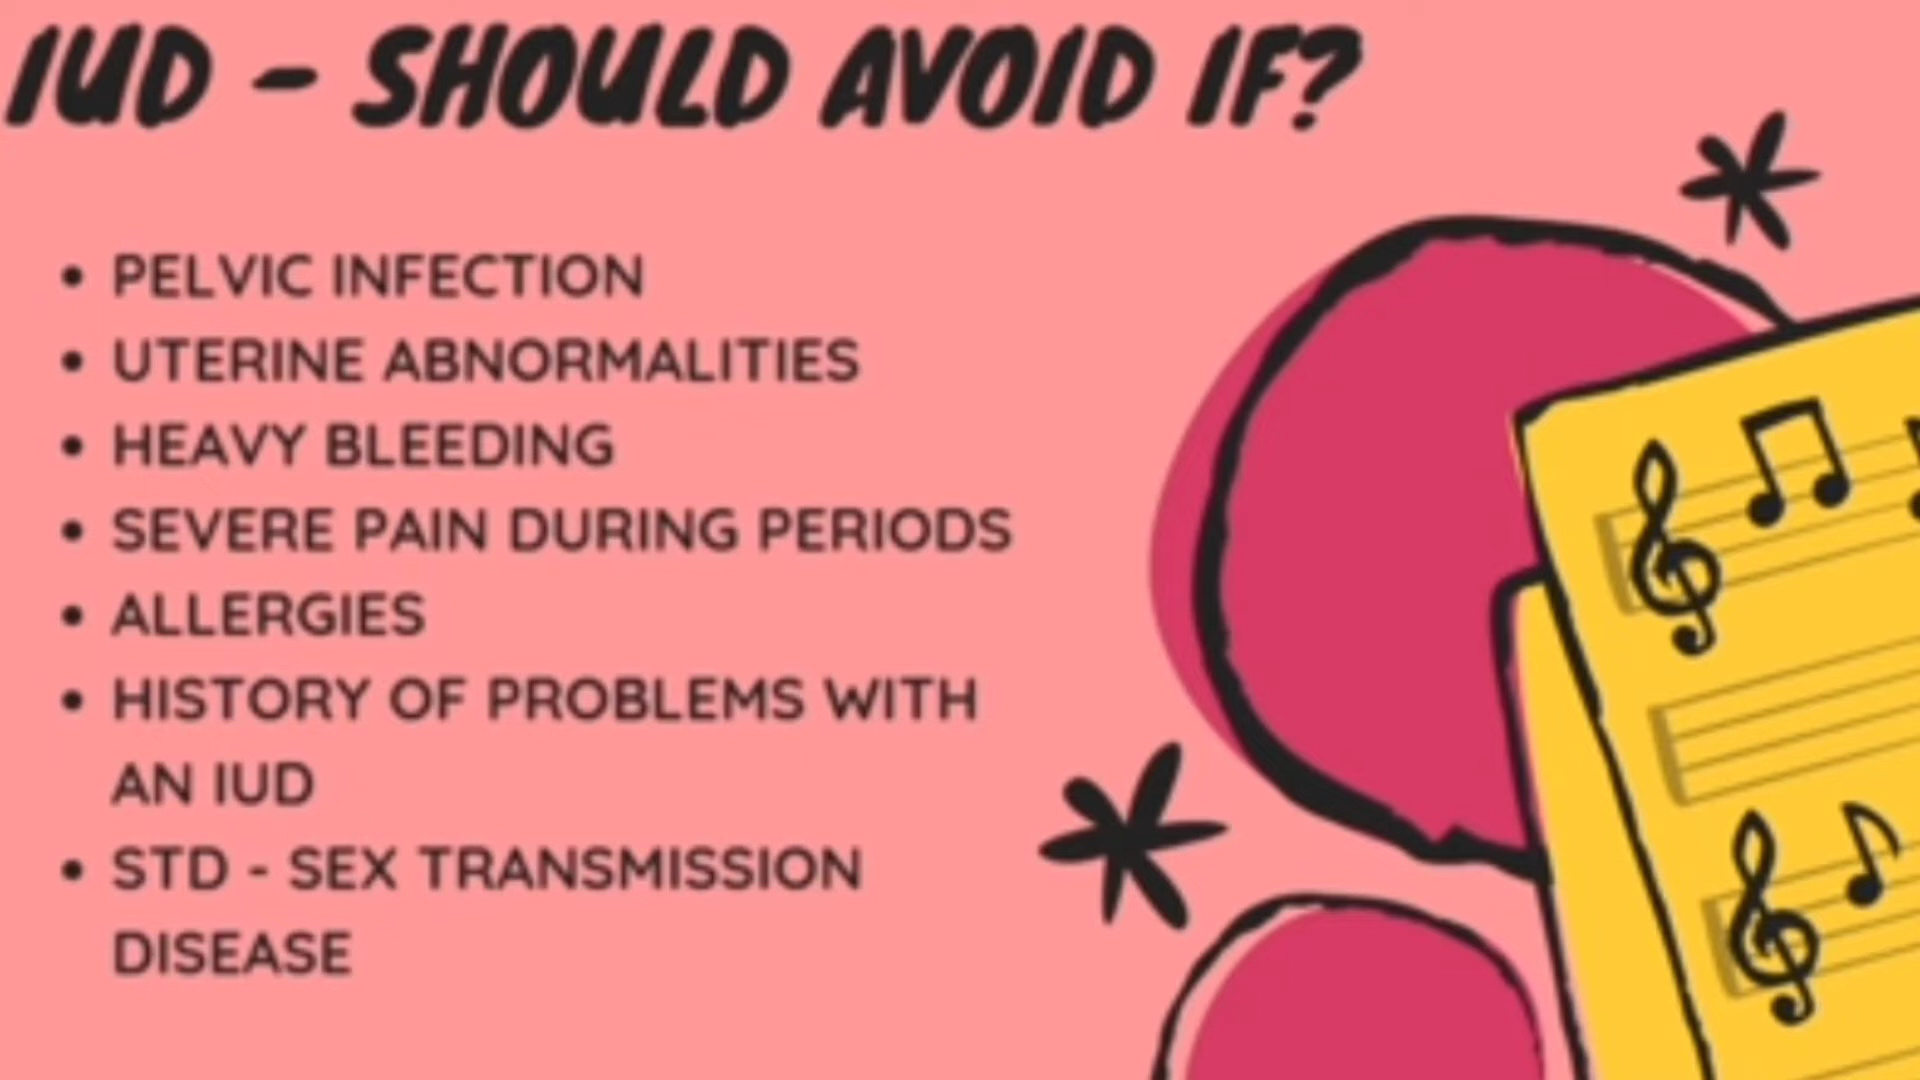 IUD - SHOULD AVOID IF?
• PELVIC INFECTION
• UTERINE ABNORMALITIES
• HEAVY BLEEDING
• SEVERE PAIN DURING PERIODS
• ALLERGIES
• HISTORY OF PROBLEMS WITH
AN IUD
• STD - SEX TRANSMISSION
DISEASE